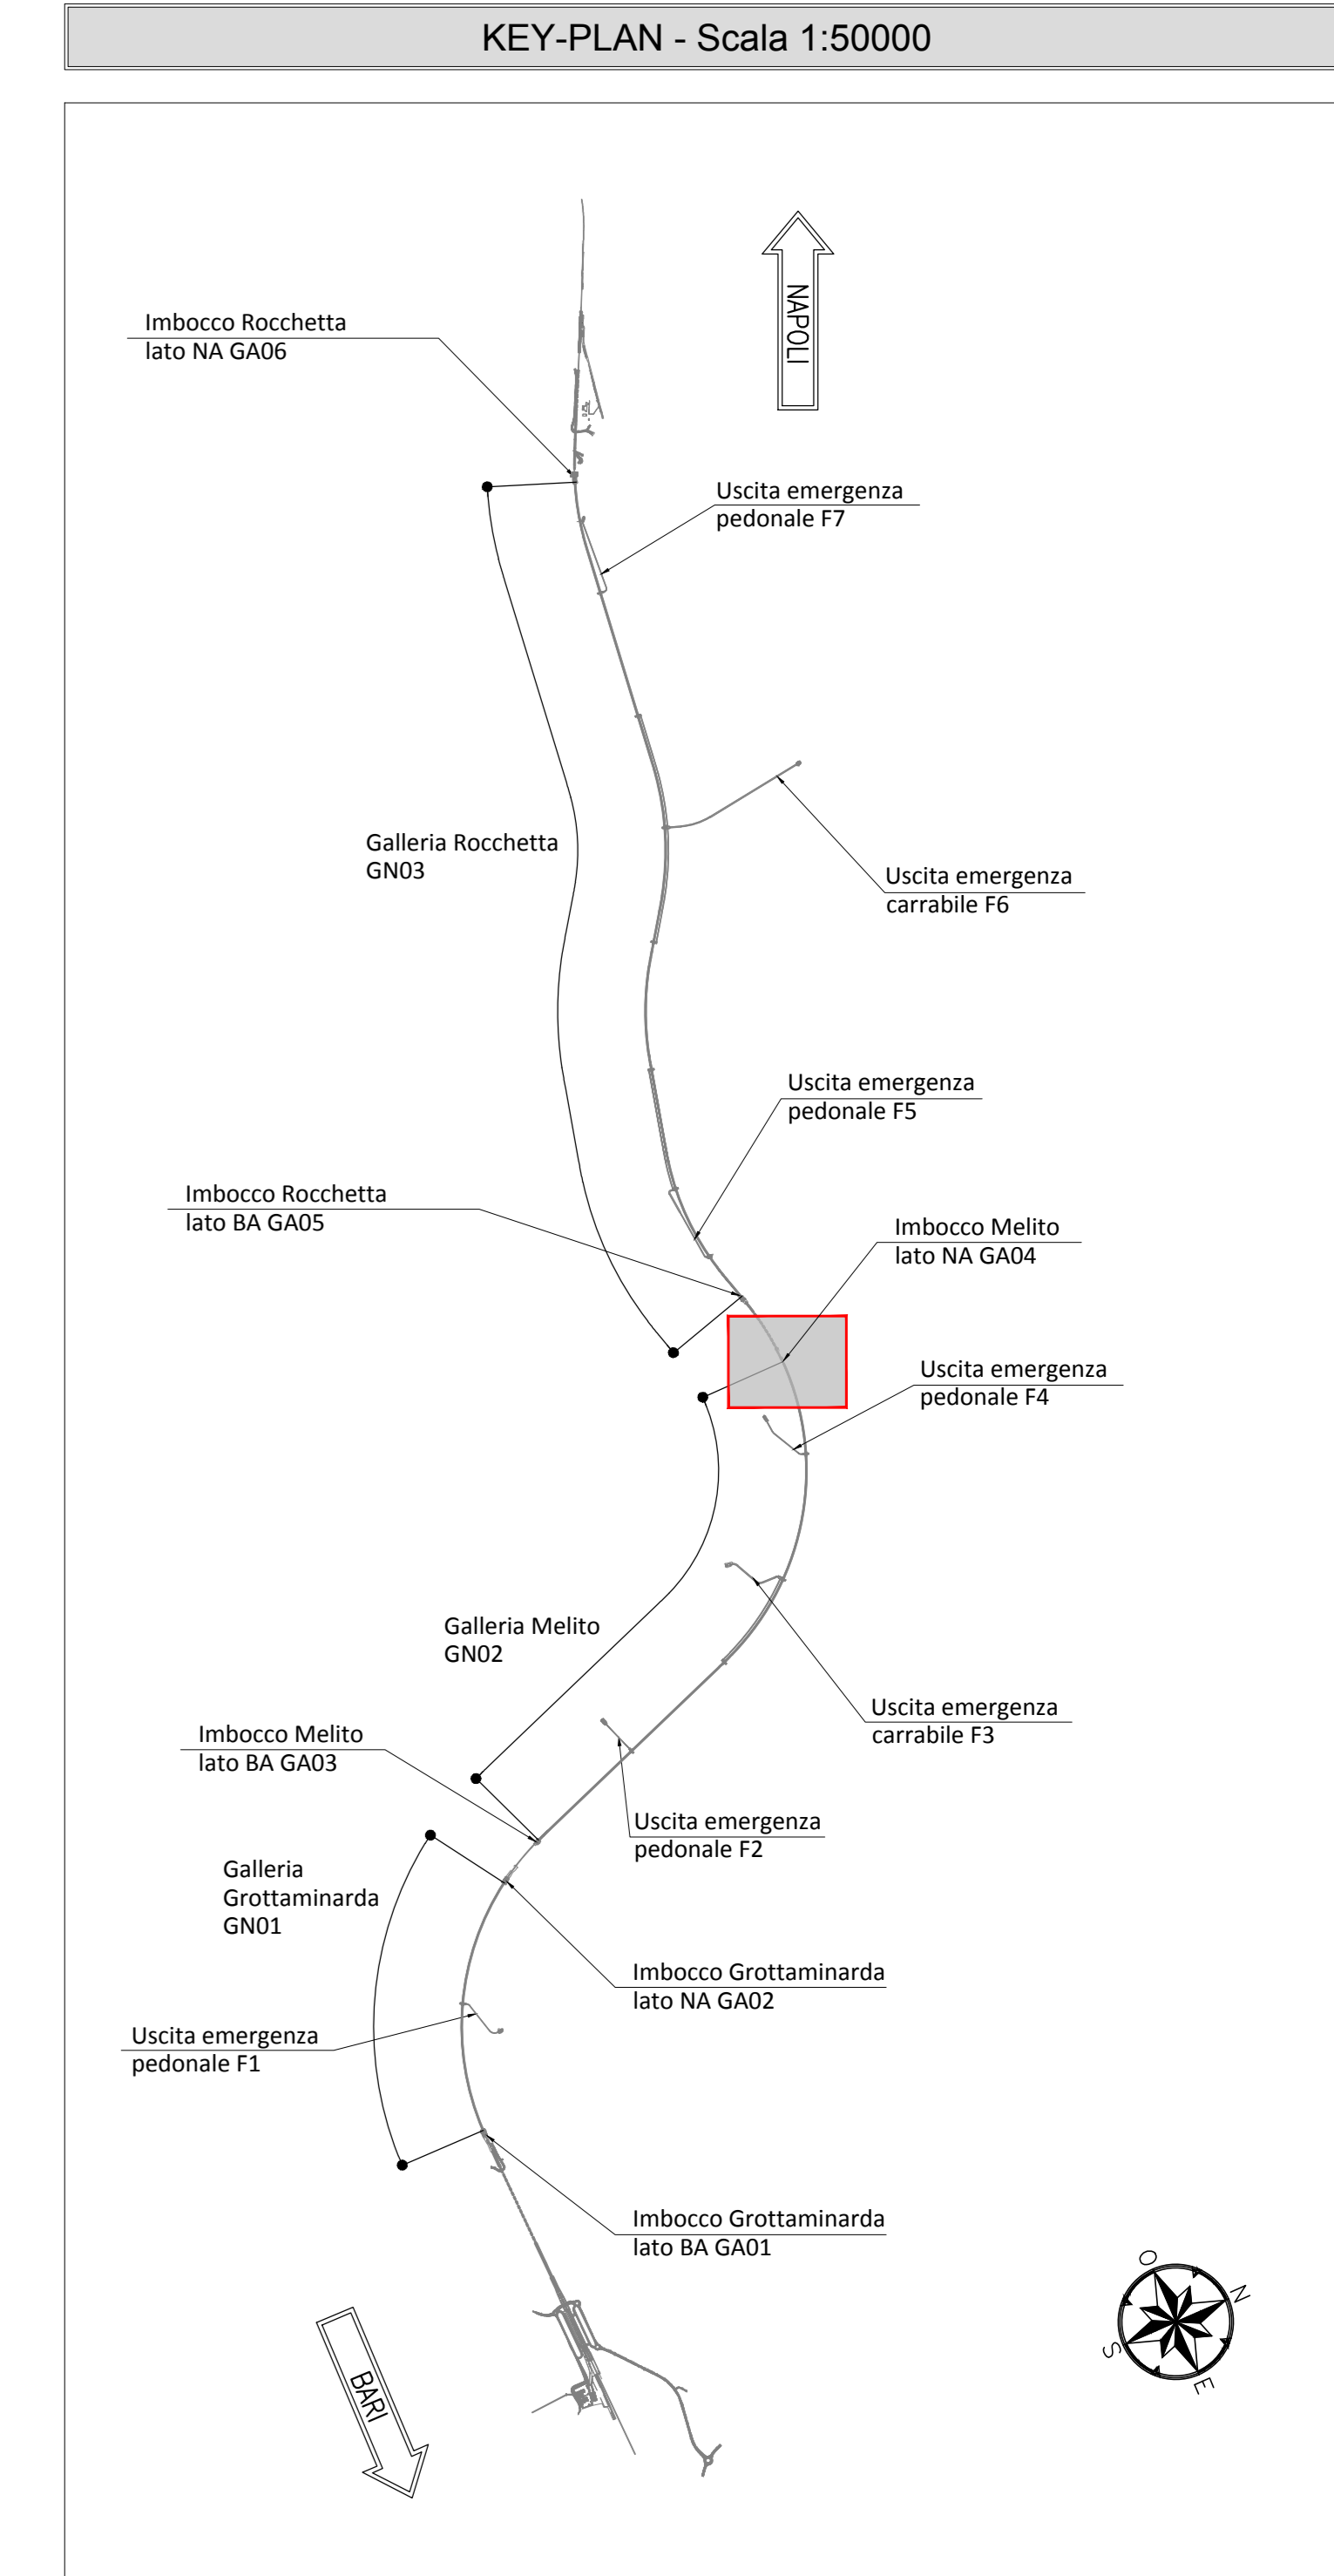 KEY-PLAN - Scala 1:50000
NAPOLI
Imbocco Rocchetta
lato NA GA06
Uscita emergenza
pedonale F7
Galleria Rocchetta
GN03
Uscita emergenza
carrabile F6
Uscita emergenza
pedonale F5
Imbocco Rocchetta
lato BA GA05
Imbocco Melito
lato NA GA04
Uscita emergenza
pedonale F4
Galleria Melito
GN02
Uscita emergenza
carrabile F3
Imbocco Melito
lato BA GA03
Uscita emergenza
pedonale F2
Galleria
Grottaminarda
GN01
Imbocco Grottaminarda
lato NA GA02
Uscita emergenza
pedonale F1
Imbocco Grottaminarda
lato BA GA01
O
N
S
E
BARI